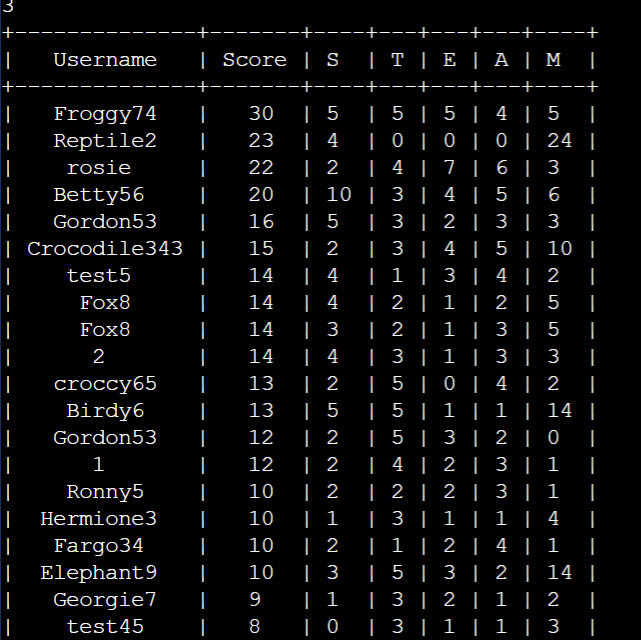 3
+--------------+-------+----+---+---+---+----+
|   Username   | Score | S  | T | E | A | M  |
+--------------+-------+----+---+---+---+----+
|   Froggy74   |   30  | 5  | 5 | 5 | 4 | 5  |
|   Reptile2   |   23  | 4  | 0 | 0 | 0 | 24 |
|    rosie     |   22  | 2  | 4 | 7 | 6 | 3  |
|   Betty56    |   20  | 10 | 3 | 4 | 5 | 6  |
|   Gordon53   |   16  | 5  | 3 | 2 | 3 | 3  |
| Crocodile343 |   15  | 2  | 3 | 4 | 5 | 10 |
|    test5     |   14  | 4  | 1 | 3 | 4 | 2  |
|     Fox8     |   14  | 4  | 2 | 1 | 2 | 5  |
|     Fox8     |   14  | 3  | 2 | 1 | 3 | 5  |
|      2       |   14  | 4  | 3 | 1 | 3 | 3  |
|   croccy65   |   13  | 2  | 5 | 0 | 4 | 2  |
|    Birdy6    |   13  | 5  | 5 | 1 | 1 | 14 |
|   Gordon53   |   12  | 2  | 5 | 3 | 2 | 0  |
|      1       |   12  | 2  | 4 | 2 | 3 | 1  |
|    Ronny5    |   10  | 2  | 2 | 2 | 3 | 1  |
|  Hermione3   |   10  | 1  | 3 | 1 | 1 | 4  |
|   Fargo34    |   10  | 2  | 1 | 2 | 4 | 1  |
|  Elephant9   |   10  | 3  | 5 | 3 | 2 | 14 |
|   Georgie7   |   9   | 1  | 3 | 2 | 1 | 2  |
|    test45    |   8   | 0  | 3 | 1 | 1 | 3  |